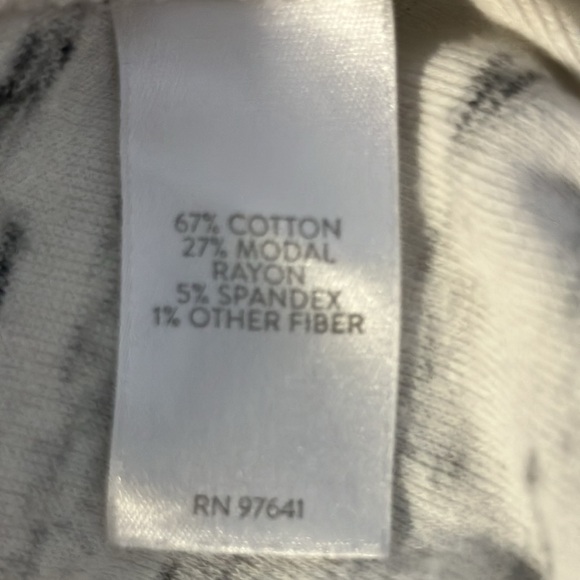 67% COTTON
27% MODAL
RAYON
5% SPANDEX
1% OTHER FIBER
RN 97641